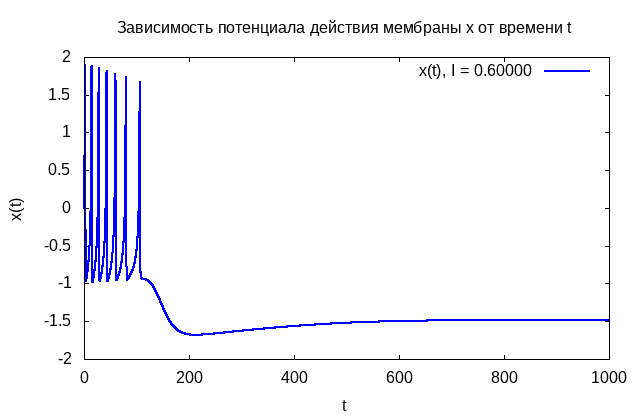 Зависимость потенциала действия мембраны x от времени t
x(t), I = 0.60000
2
1.5
1
0.5
0
-0.5
-1
-1.5
-2
x(t)
0 200 400 600 800 1000
t